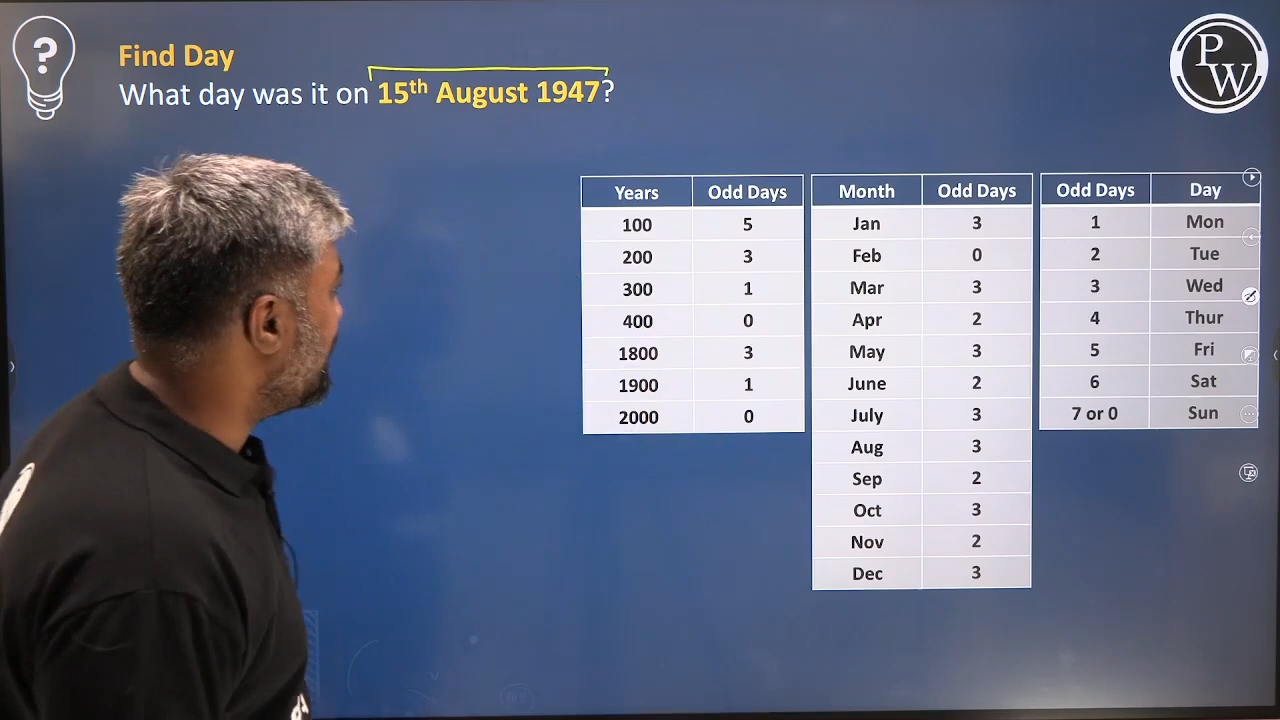 ?
Find Day
What day was it on 15th August 1947?
PW
Years Odd Days
100 5
200 3
300 1
400 0
1800 3
1900 1
2000 0
Month Odd Days
Jan 3
Feb 0
Mar 3
Apr 2
May 3
June 2
July 3
Aug 3
Sep 2
Oct 3
Nov 2
Dec 3
Odd Days Day
1 Mon
2 Tue
3 Wed
4 Thur
5 Fri
6 Sat
7 or 0 Sun